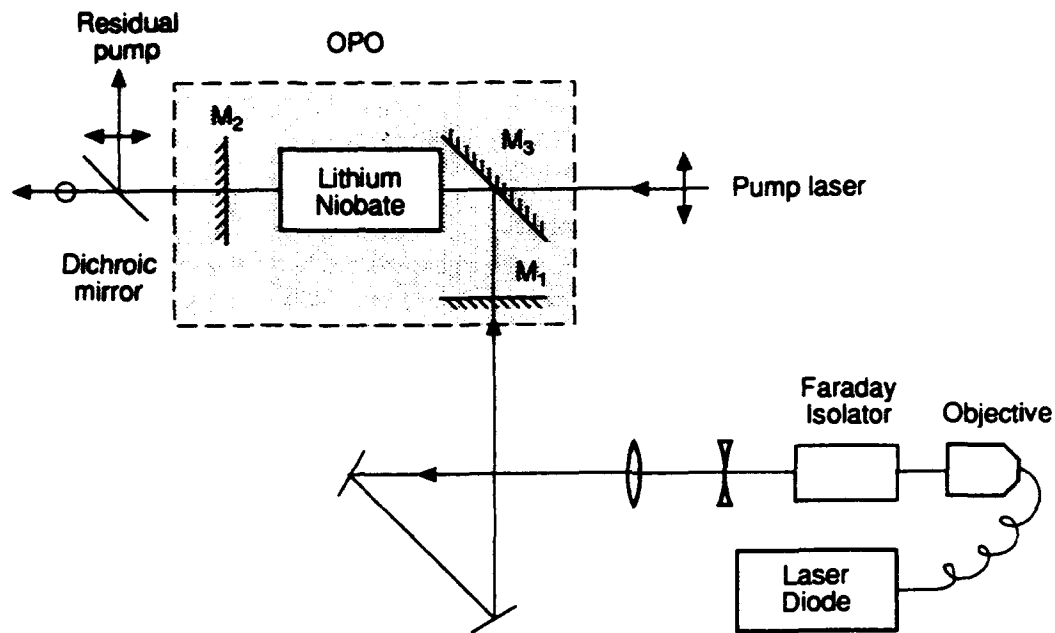 Residual
pump
OPO
M2
Lithium
Niobate
M3
Pump laser
Dichroic
mirror
M1
Faraday
Isolator
Objective
Laser
Diode